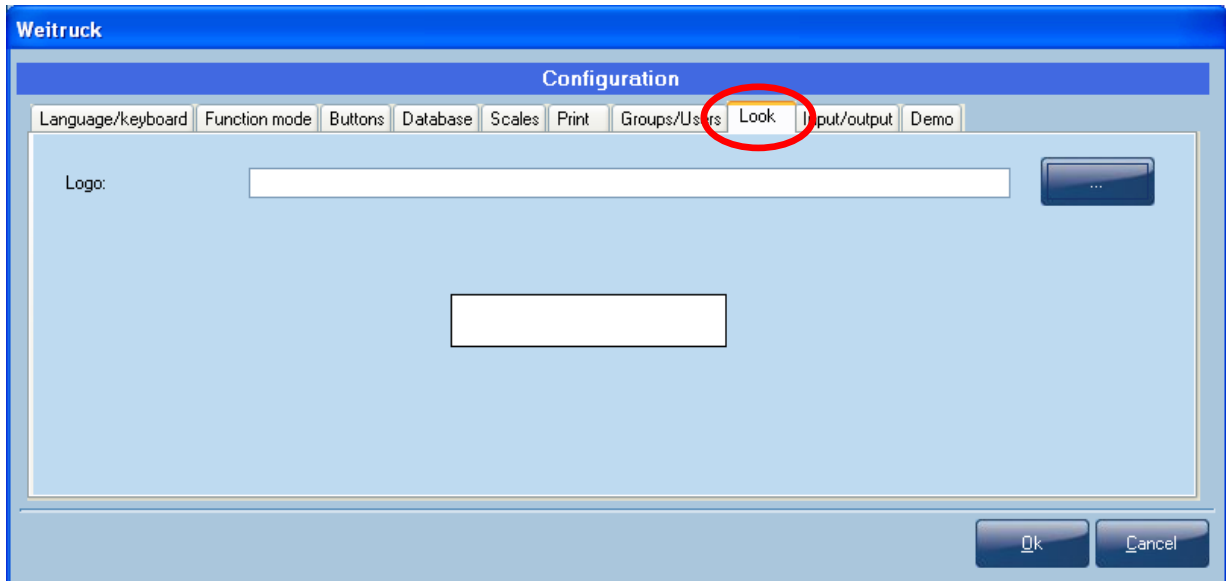 Weitruck
Configuration
Language/keyboard Function mode Buttons Database Scales Print Groups/Users Look Input/output Demo
Logo: ...
Ok Cancel